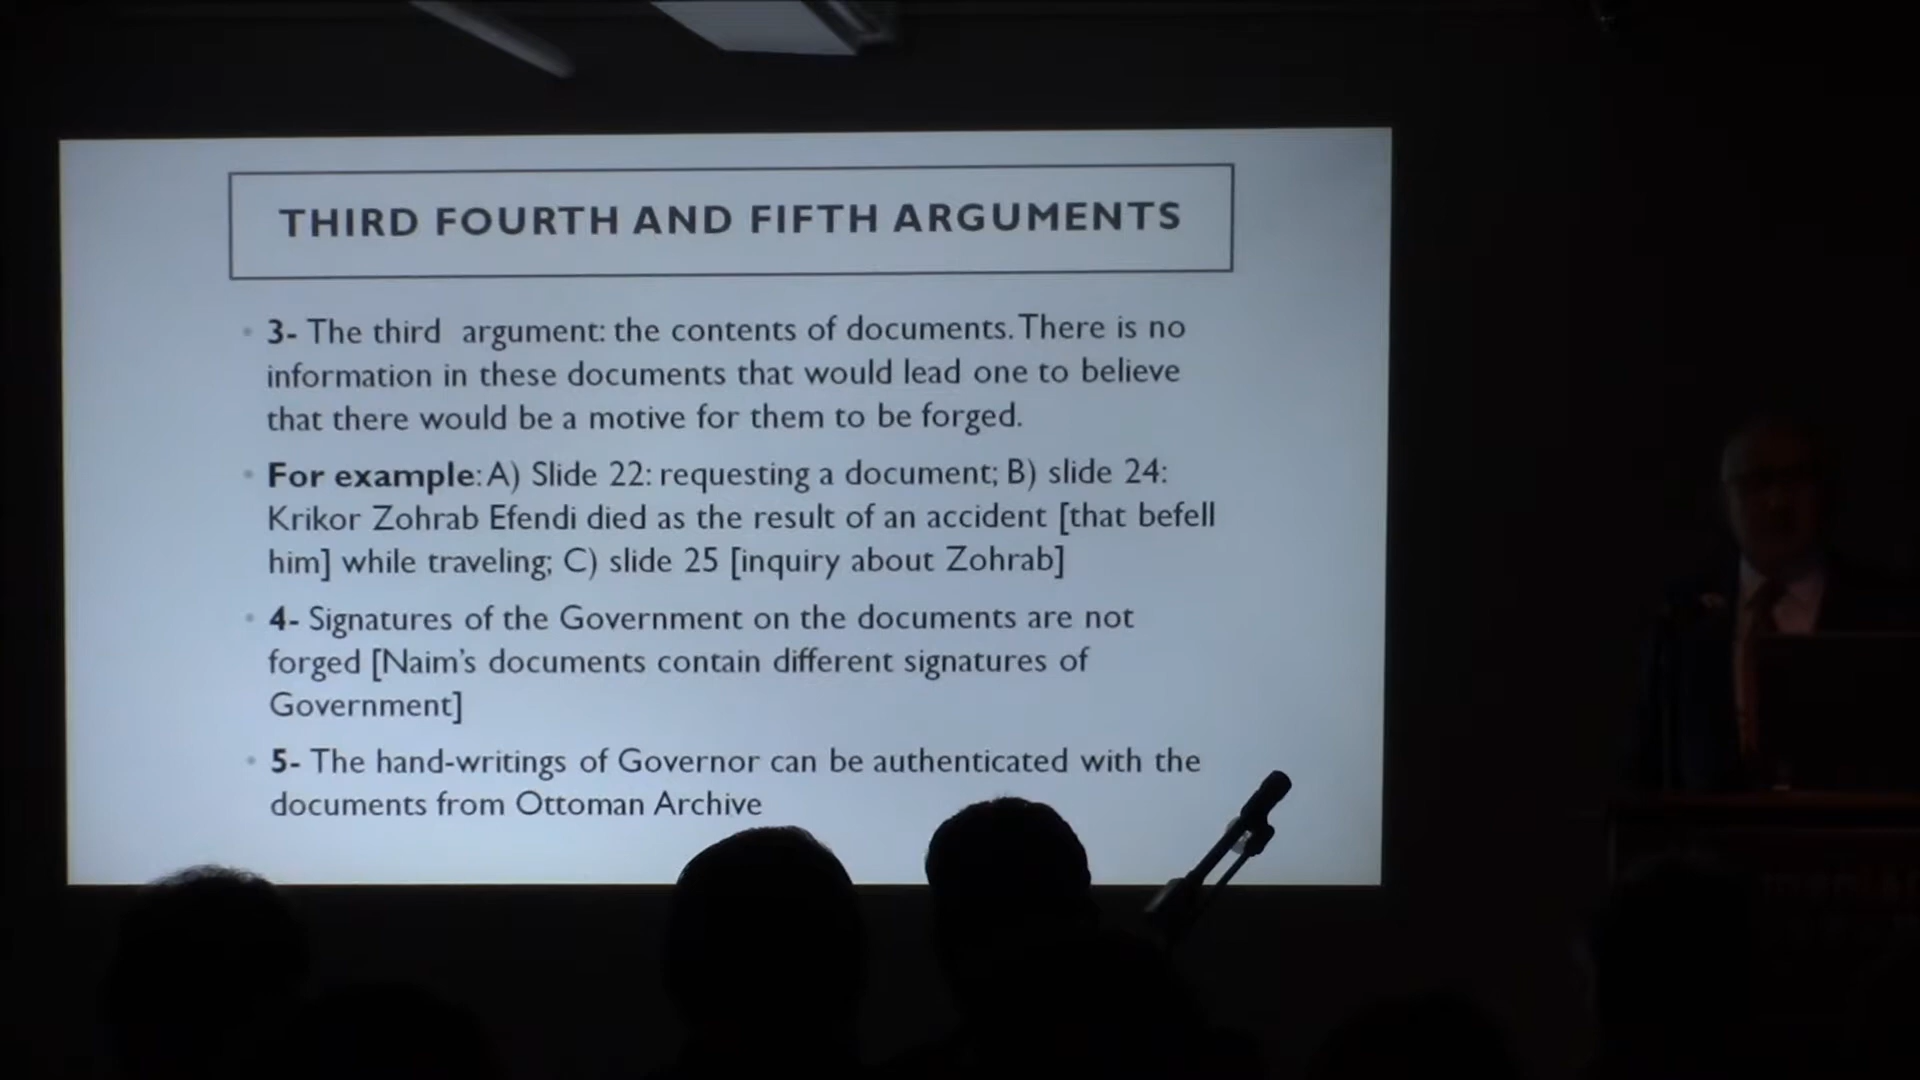 THIRD FOURTH AND FIFTH ARGUMENTS
• 3- The third argument: the contents of documents. There is no
information in these documents that would lead one to believe
that there would be a motive for them to be forged.
• For example: A) Slide 22: requesting a document; B) slide 24:
Krikor Zohrab Efendi died as the result of an accident [that befell
him] while traveling; C) slide 25 [inquiry about Zohrab]
• 4- Signatures of the Government on the documents are not
forged [Naim's documents contain different signatures of
Government]
• 5- The hand-writings of Governor can be authenticated with the
documents from Ottoman Archive